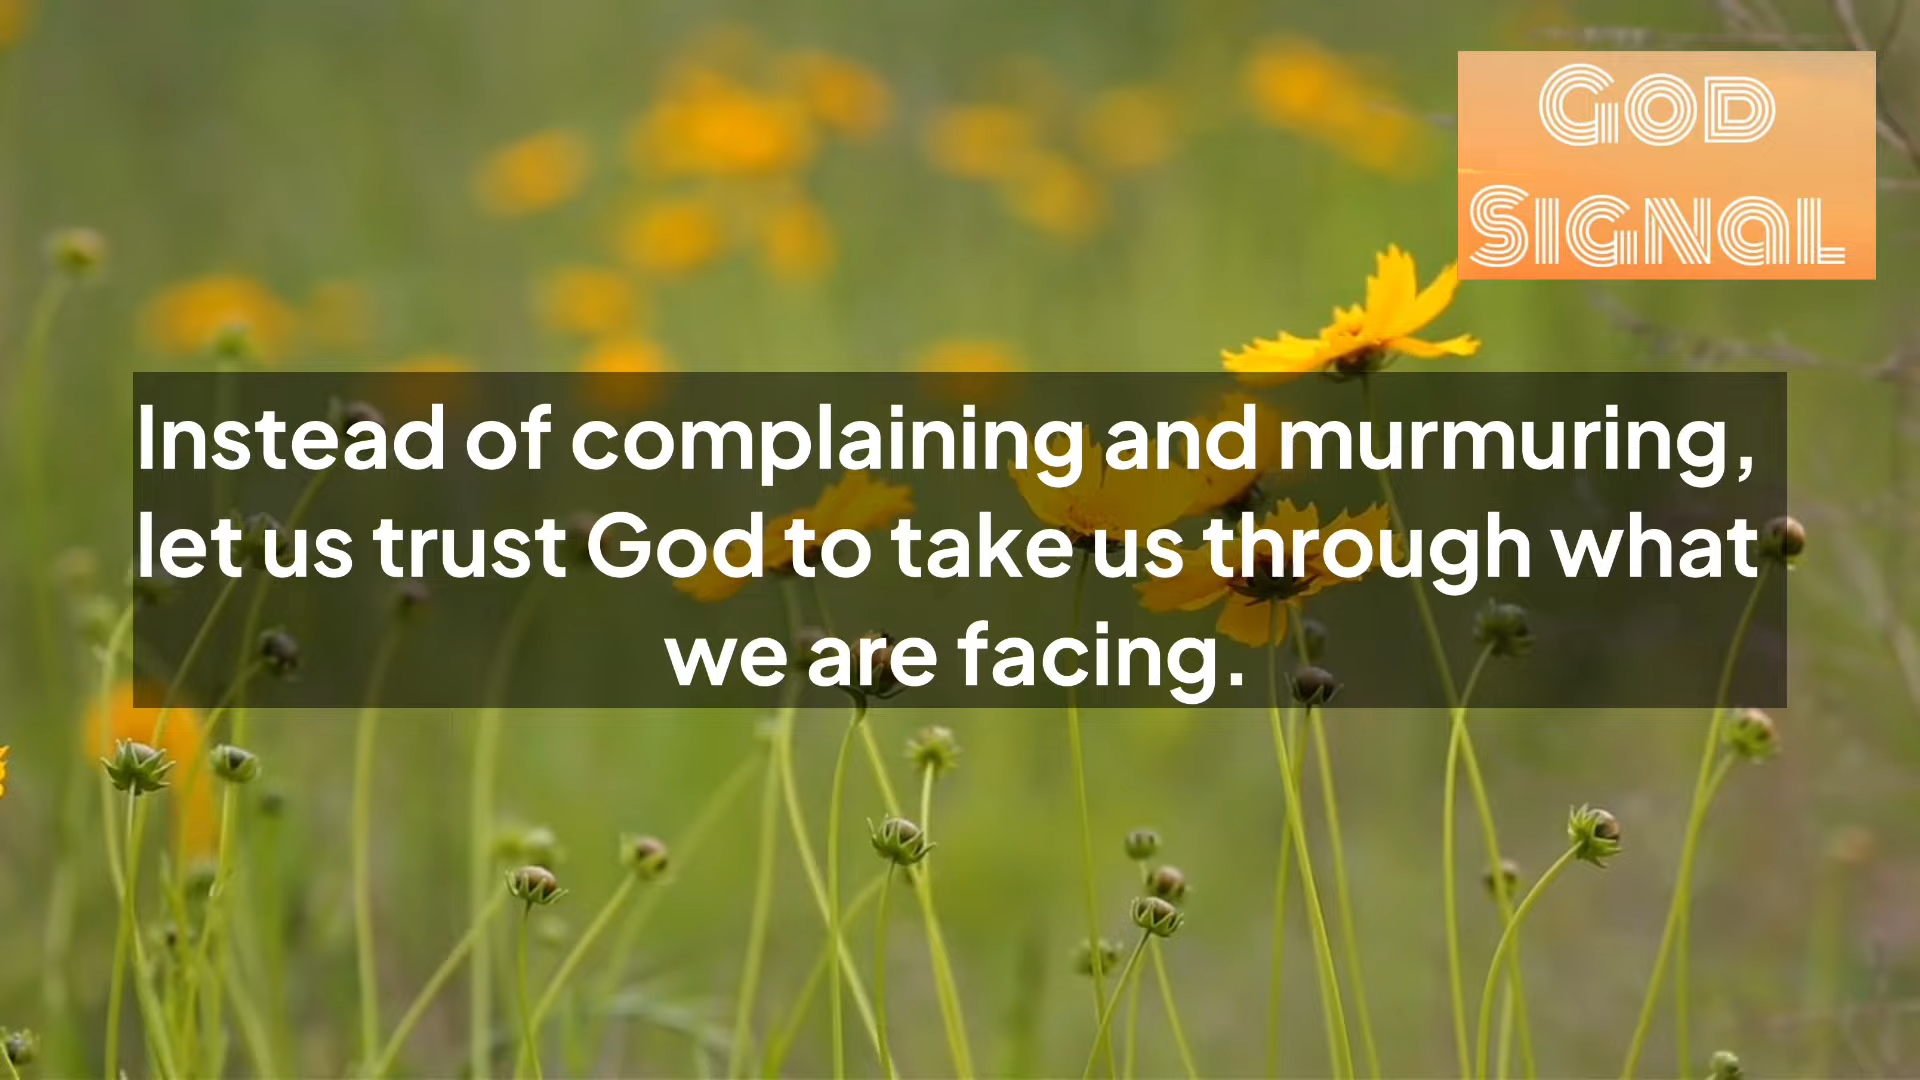 God
Signal
Instead of complaining and murmuring,
let us trust God to take us through what
we are facing.